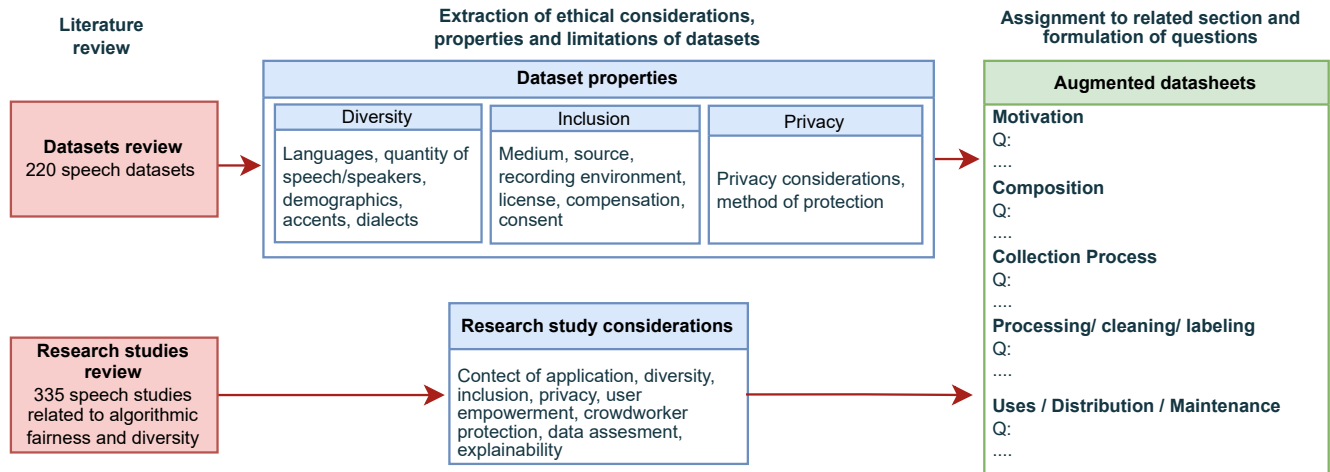 Literature
review
Extraction of ethical considerations,
properties and limitations of datasets
Assignment to related section and
formulation of questions
Datasets review
220 speech datasets
Dataset properties
Diversity
Languages, quantity of
speech/speakers,
demographics,
accents, dialects
Inclusion
Medium, source,
recording environment,
license, compensation,
consent
Privacy
Privacy considerations,
method of protection
Research studies
review
335 speech studies
related to algorithmic
fairness and diversity
Research study considerations
Contect of application, diversity,
inclusion, privacy, user
empowerment, crowdworker
protection, data assesment,
explainability
Augmented datasheets
Motivation
Q:
....
Composition
Q:
....
Collection Process
Q:
....
Processing/ cleaning/ labeling
Q:
....
Uses / Distribution / Maintenance
Q:
....